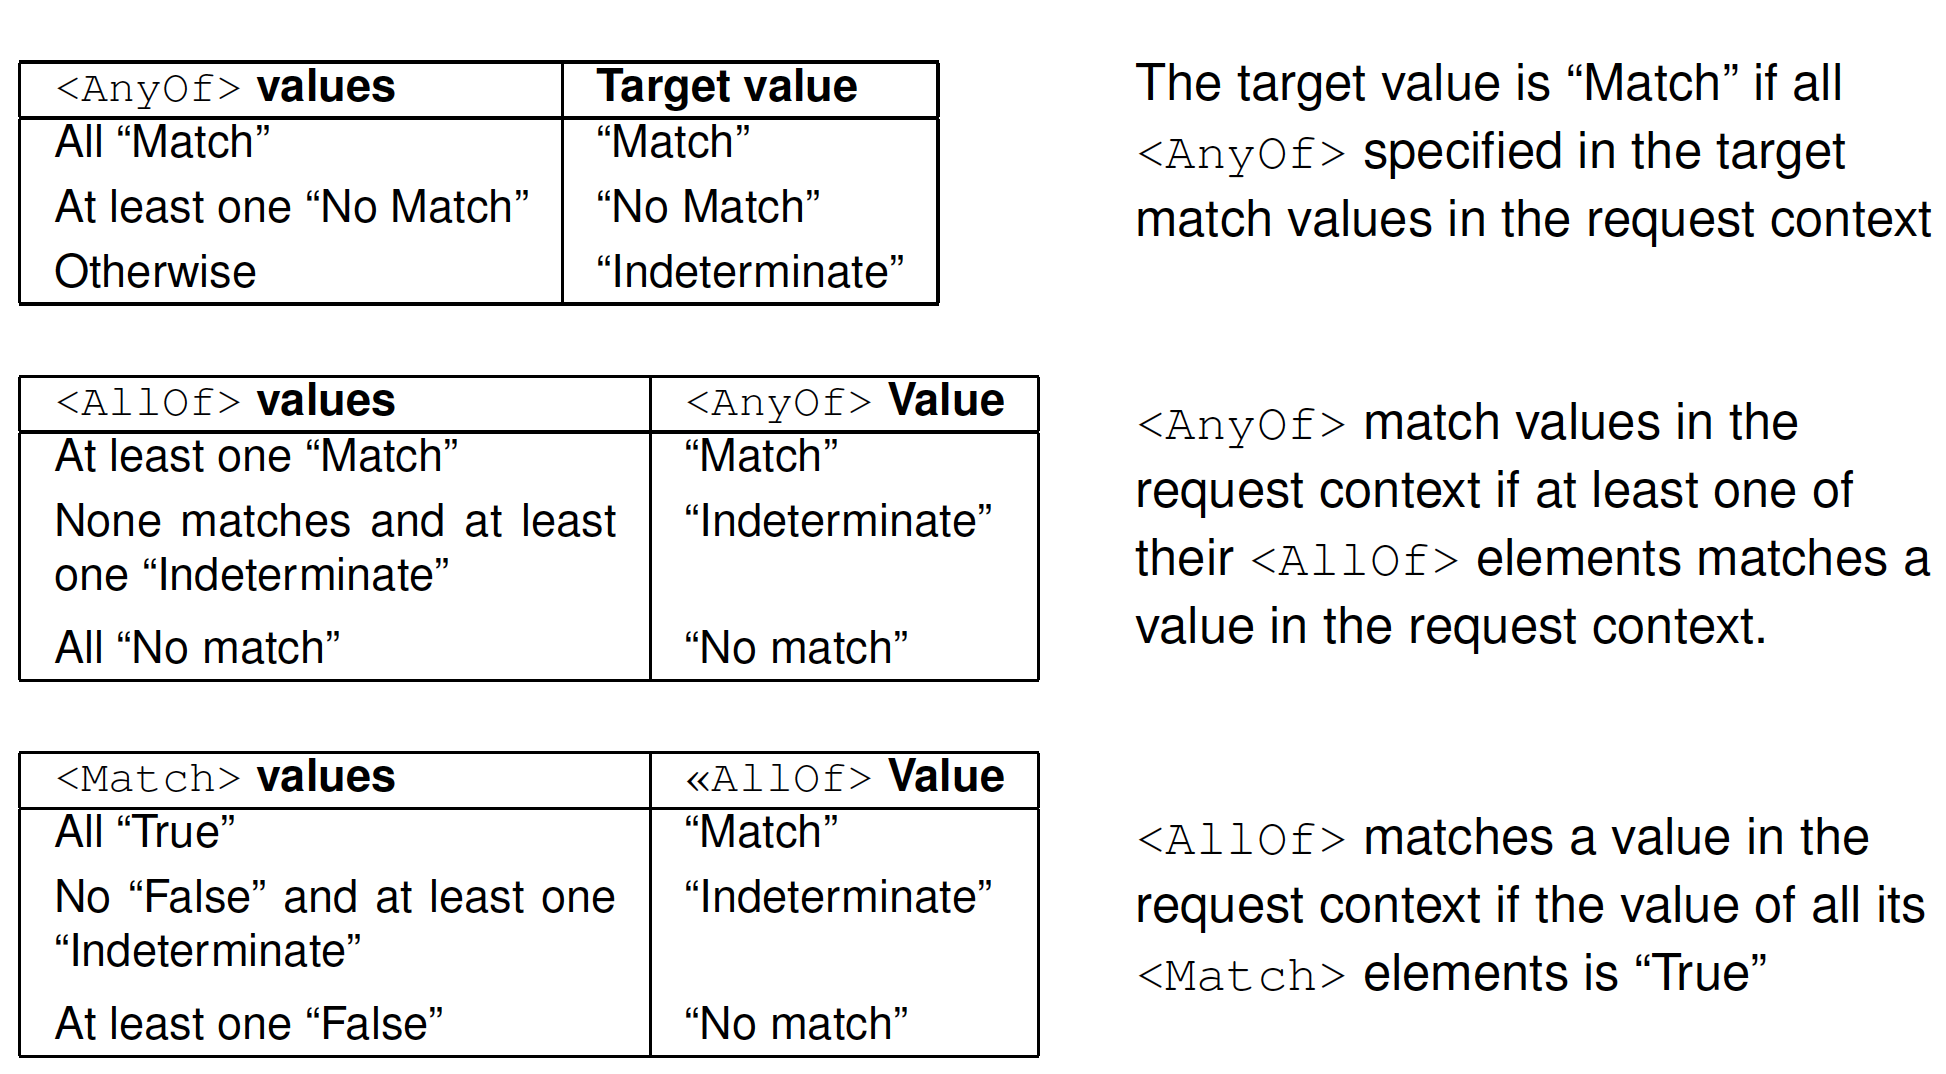 <AnyOf> values Target value
All “Match” “Match”
At least one “No Match” “No Match”
Otherwise “Indeterminate”
The target value is “Match” if all
<AnyOf> specified in the target
match values in the request context
<AllOf> values <AnyOf> Value
At least one “Match” “Match”
None matches and at least “Indeterminate”
one “Indeterminate”
All “No match” “No match”
<AnyOf> match values in the
request context if at least one of
their <AllOf> elements matches a
value in the request context.
<Match> values «AllOf> Value
All “True” “Match”
No “False” and at least one “Indeterminate”
“Indeterminate”
At least one “False” “No match”
<AllOf> matches a value in the
request context if the value of all its
<Match> elements is “True”